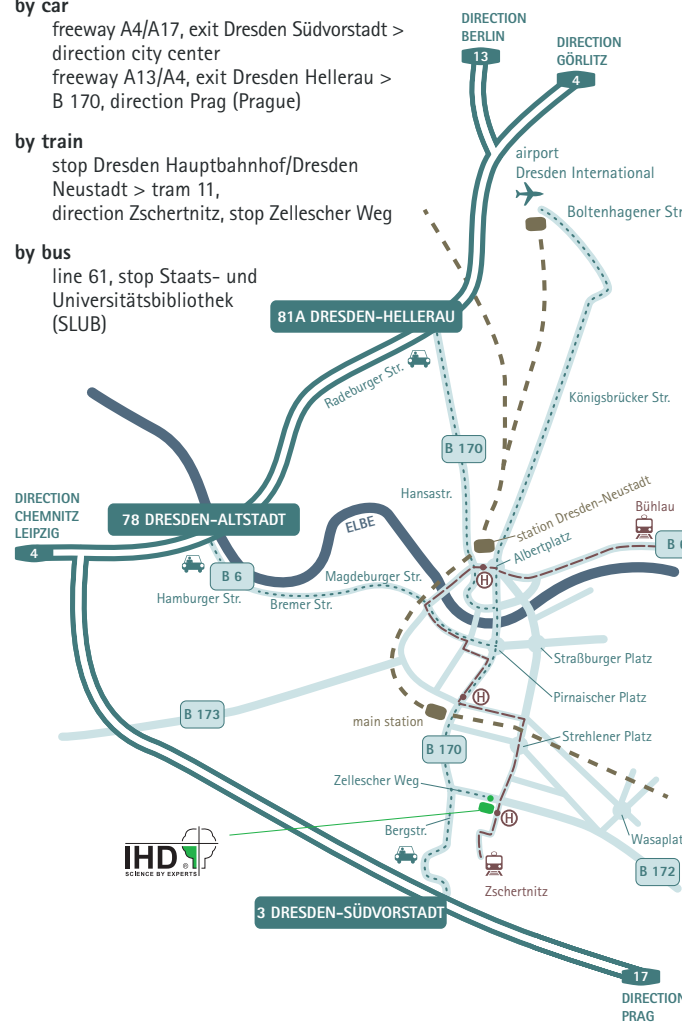 by car
freeway A4/A17, exit Dresden Südvorstadt >
direction city center
freeway A13/A4, exit Dresden Hellerau >
B 170, direction Prag (Prague)
by train
stop Dresden Hauptbahnhof/Dresden
Neustadt > tram 11,
direction Zschertnitz, stop Zellescher Weg
by bus
line 61, stop Staats- und
Universitätsbibliothek
(SLUB)
DIRECTION
BERLIN
13
DIRECTION
GÖRLITZ
4
airport
Dresden International
Boltenhagener Str
81A DRESDEN-HELLERAU
Radeburger Str.
Königsbrücker Str.
B 170
Hansastr.
station Dresden-Neustadt
Bühlau
DIRECTION
CHEMNITZ
LEIPZIG
4
78 DRESDEN-ALTSTADT
ELBE
Albertplatz
B 6
Magdeburger Str.
H
Hamburger Str.
Bremer Str.
Straßburger Platz
Pirnaischer Platz
H
B 173
main station
Strehlener Platz
B 170
Zellescher Weg
H
Bergstr.
Wasaplat
IHD®
SCIENCE BY EXPERTS
B 172
Zschertnitz
3 DRESDEN-SÜDVORSTADT
17
DIRECTION
PRAG